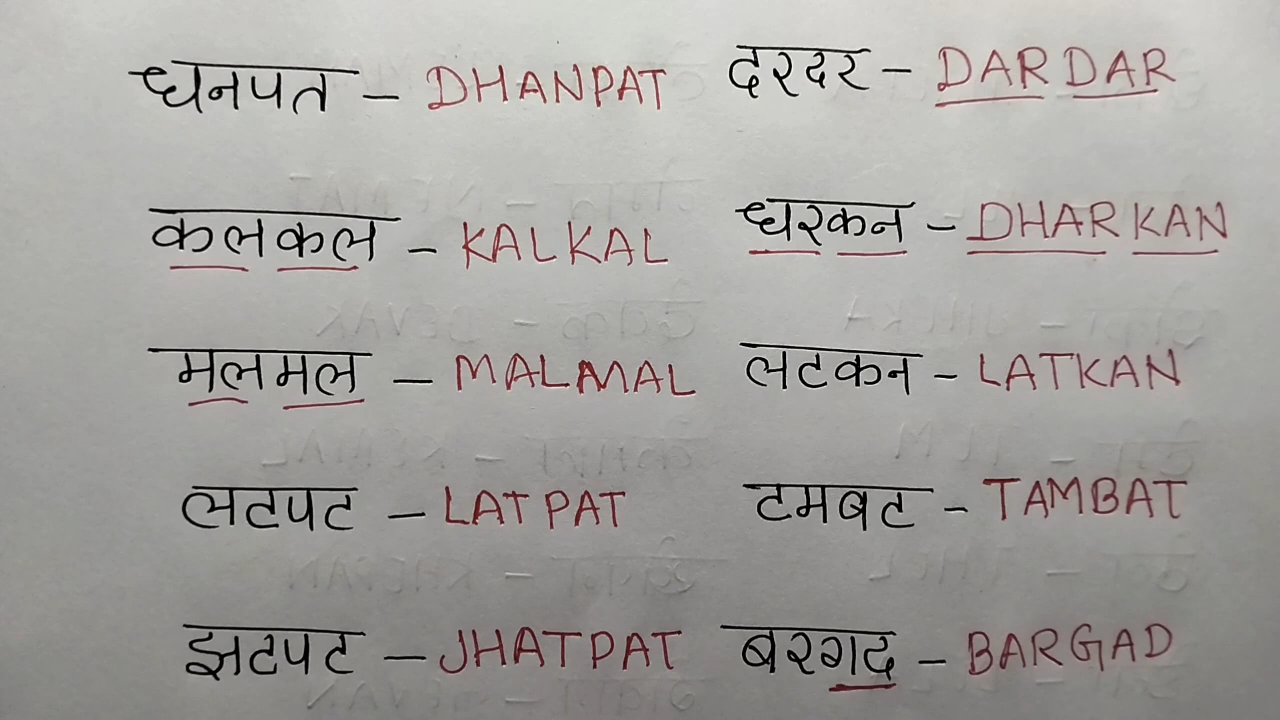 धनपत – DHANPAT दरदर – DARDAR
कलकल – KALKAL धरकन – DHARKAN
मलमल – MALMAL लटकन – LATKAN
लटपट – LATPAT टमबट – TAMBAT
झटपट – JHATPAT बरगद – BARGAD